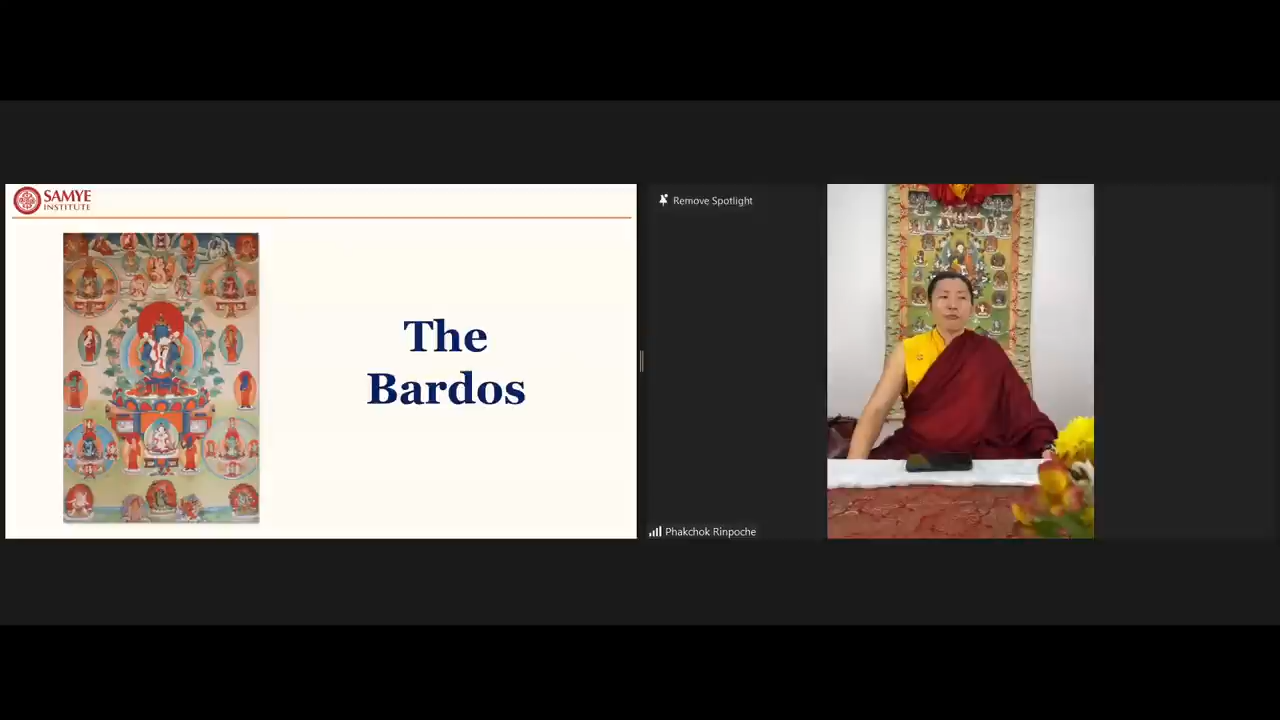 SAMYE
INSTITUTE
The
Bardos
Remove Spotlight
Phakchok Rinpoche